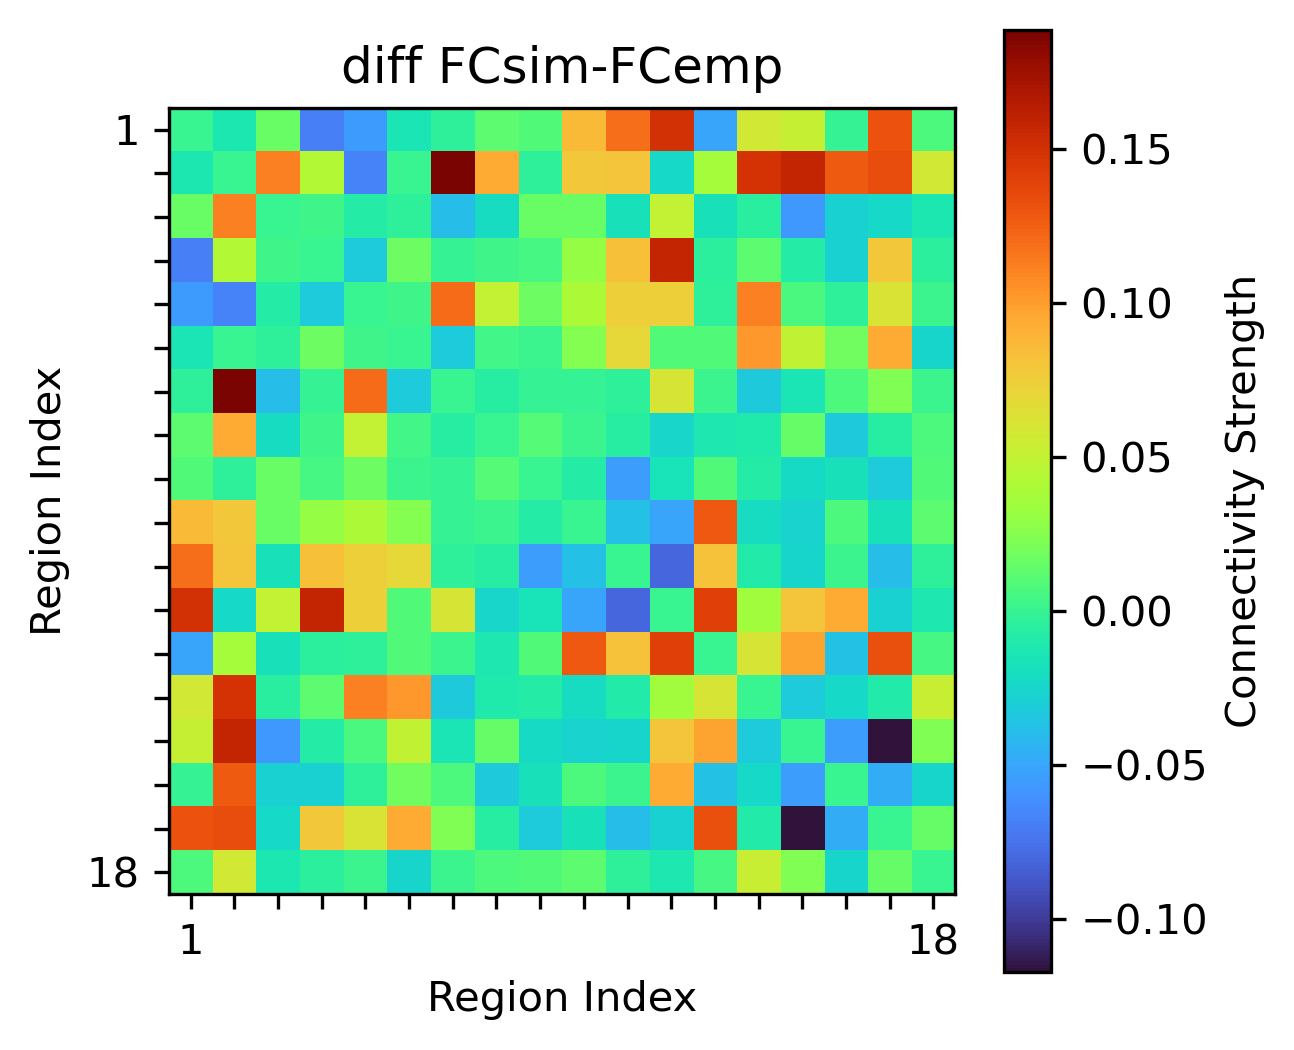 diff FCsim-FCemp
1
18
Region Index
1
18
Region Index
0.15
0.10
0.05
0.00
−0.05
−0.10
Connectivity Strength